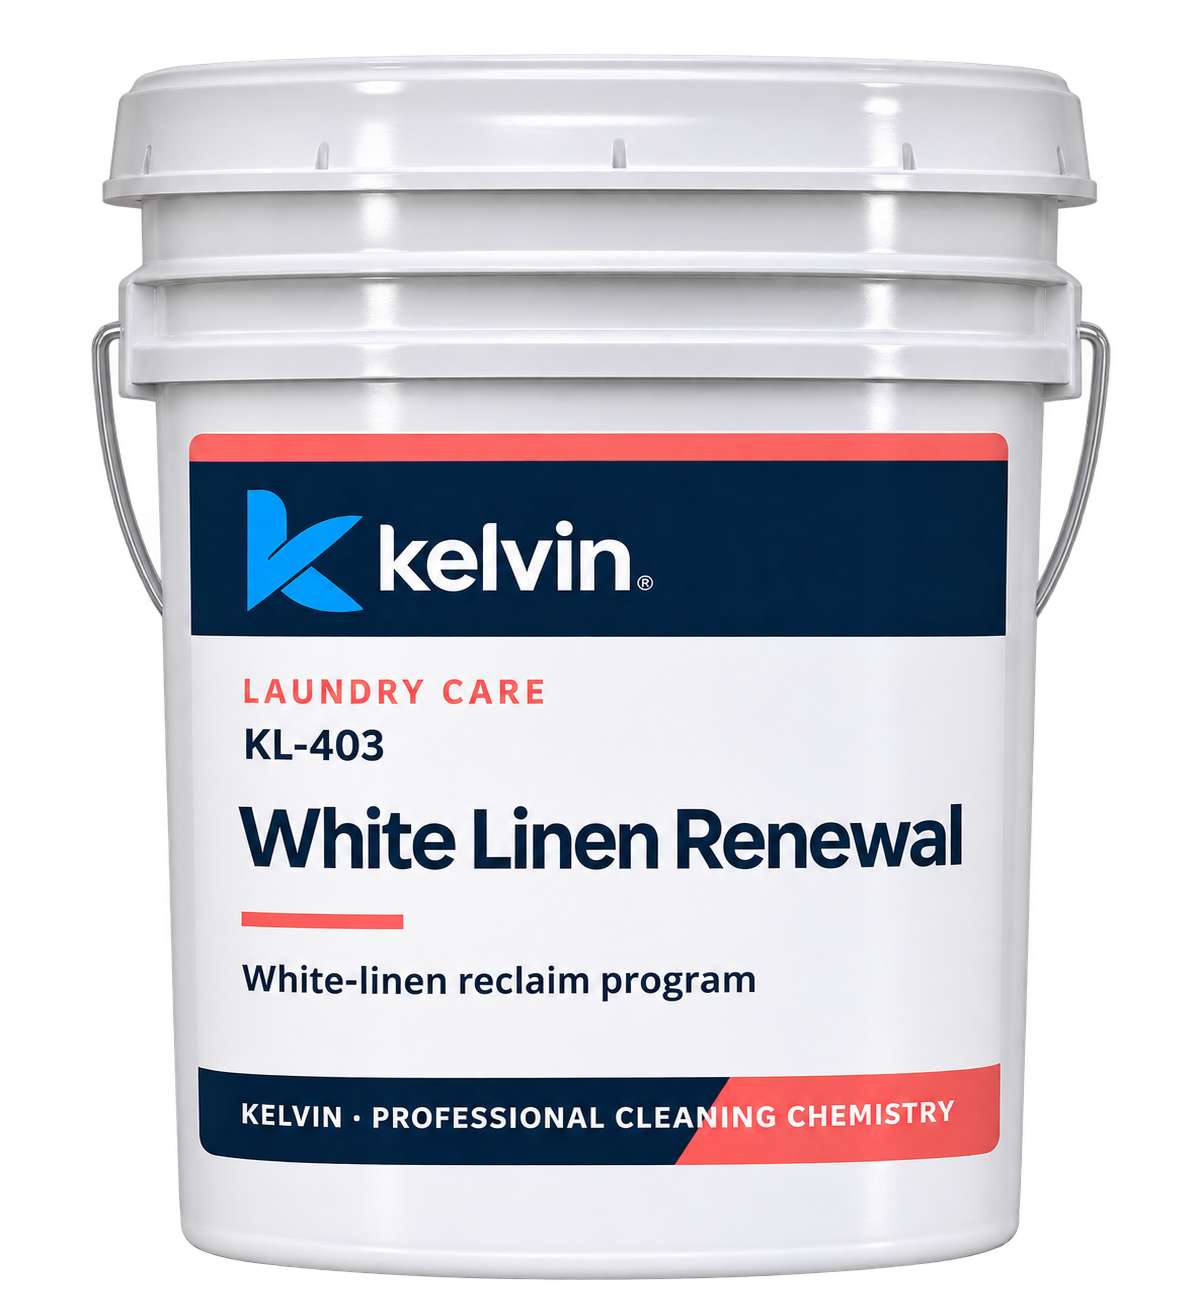 kelvin®
LAUNDRY CARE
KL-403
White Linen Renewal
White-linen reclaim program
KELVIN · PROFESSIONAL CLEANING CHEMISTRY